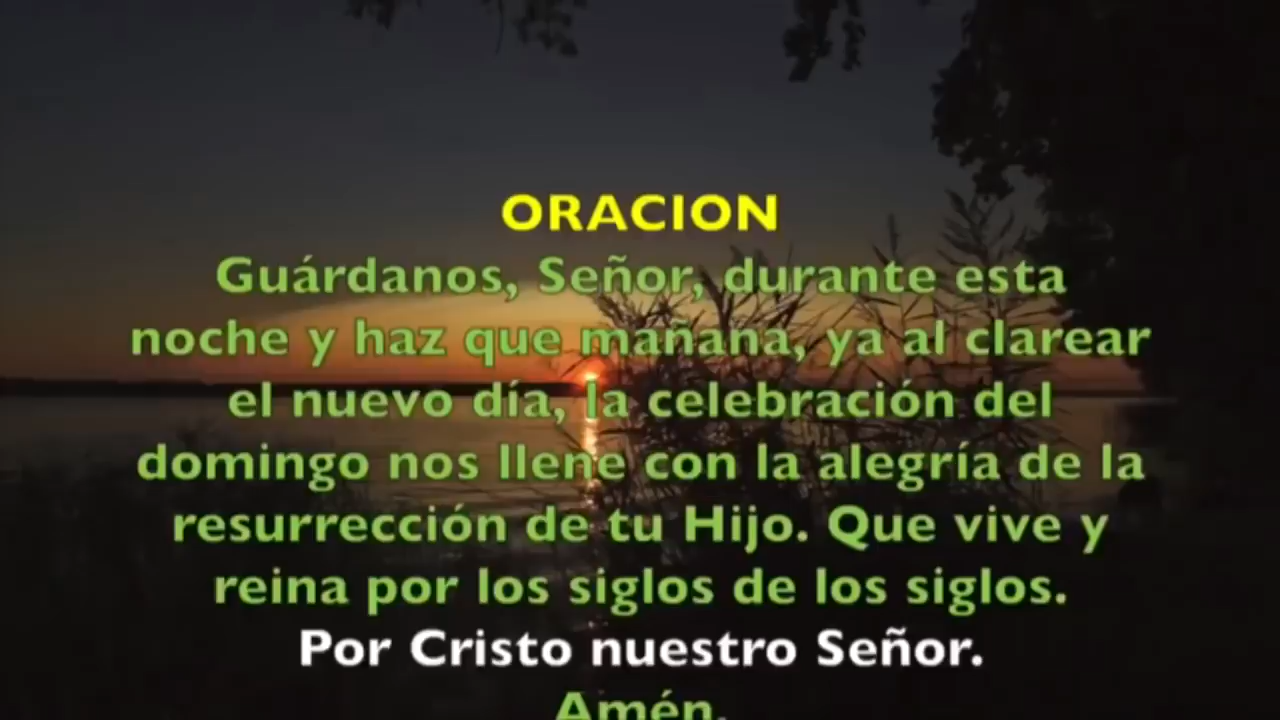 ORACION
Guárdanos, Señor, durante esta
noche y haz que mañana, ya al clarear
el nuevo día, la celebración del
domingo nos llene con la alegría de la
resurrección de tu Hijo. Que vive y
reina por los siglos de los siglos.
Por Cristo nuestro Señor.
Amén.